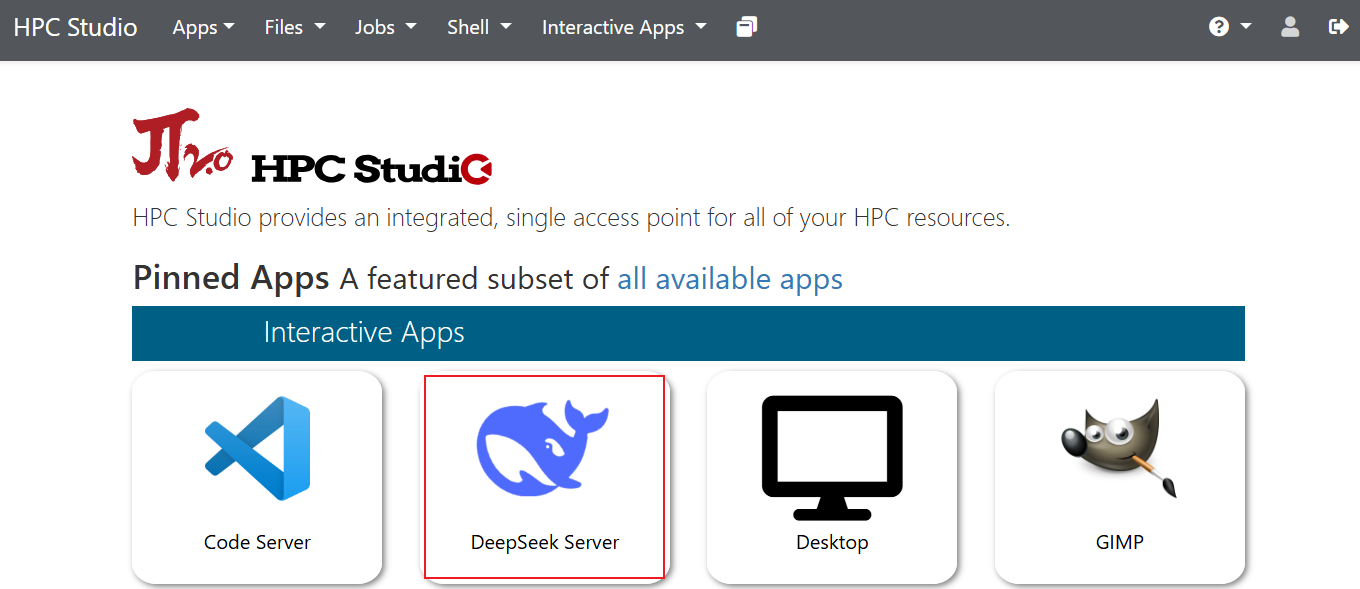 HPC Studio Apps Files Jobs Shell Interactive Apps
π 2.0 HPC Studio
HPC Studio provides an integrated, single access point for all of your HPC resources.
Pinned Apps A featured subset of all available apps
Interactive Apps
Code Server DeepSeek Server Desktop GIMP